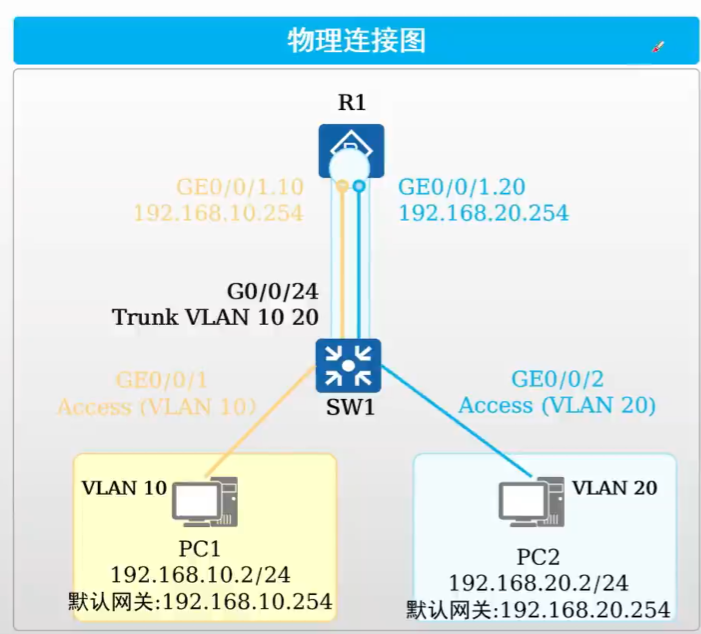 物理连接图
R1
GE0/0/1.10
192.168.10.254
GE0/0/1.20
192.168.20.254
G0/0/24
Trunk VLAN 10 20
SW1
GE0/0/1
Access (VLAN 10)
GE0/0/2
Access (VLAN 20)
VLAN 10
PC1
192.168.10.2/24
默认网关:192.168.10.254
VLAN 20
PC2
192.168.20.2/24
默认网关:192.168.20.254